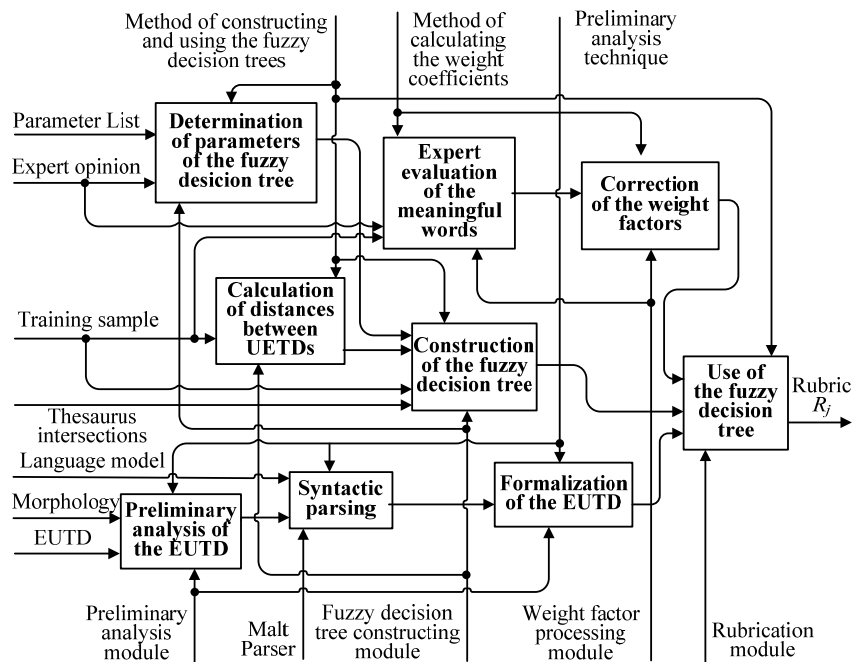 Method of constructing
and using the fuzzy
decision trees
Method of
calculating
the weight
coefficients
Preliminary
analysis
technique
Parameter List
Expert opinion
Determination
of parameters
of the fuzzy
desicion tree
Expert
evaluation
of the
meaningful
words
Correction
of the weight
factors
Training sample
Calculation
of distances
between
UETDs
Construction
of the fuzzy
decision tree
Use of
the fuzzy
decision
tree
Rubric
Rj
Thesaurus
intersections
Language model
Morphology
EUTD
Preliminary
analysis of
the EUTD
Syntactic
parsing
Formalization
of the EUTD
Preliminary
analysis
module
Malt
Parser
Fuzzy decision
tree constructing
module
Weight factor
processing
module
Rubrication
module